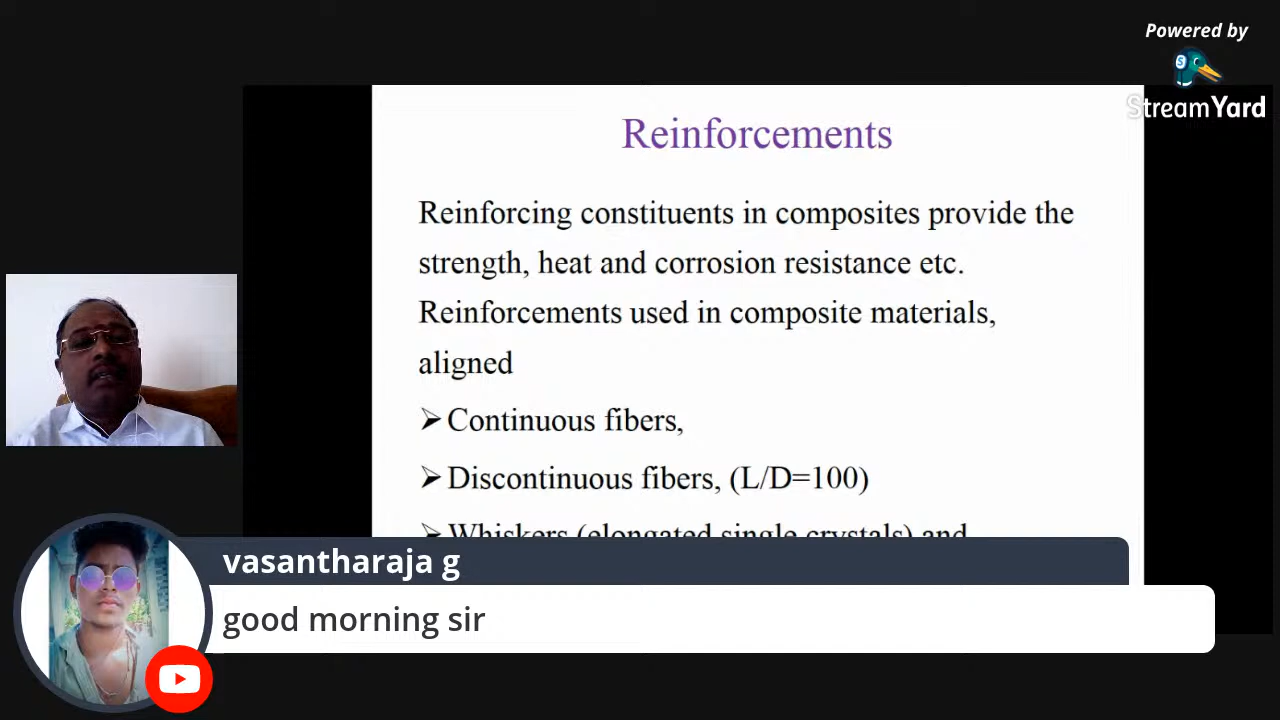 Powered by
StreamYard
Reinforcements
Reinforcing constituents in composites provide the
strength, heat and corrosion resistance etc.
Reinforcements used in composite materials,
aligned
➢ Continuous fibers,
➢ Discontinuous fibers, (L/D=100)
➢ Whiskers (elongated single crystals) and
vasantharaja g
good morning sir